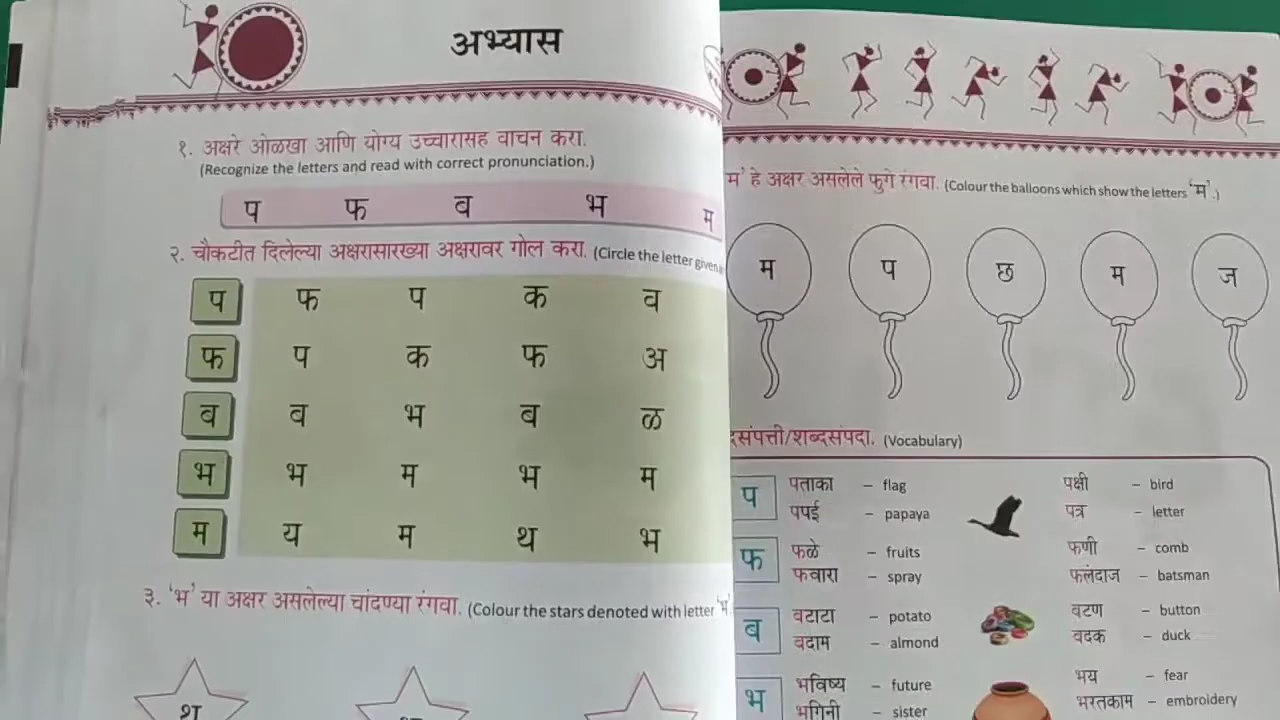 अभ्यास
१. अक्षरे ओळखा आणि योग्य उच्चारासह वाचन करा.
(Recognize the letters and read with correct pronunciation.)
प फ ब भ म
२. चौकटीत दिलेल्या अक्षरासारख्या अक्षरावर गोल करा. (Circle the letter given
प फ प क व
फ प क फ अ
ब ब भ ब ळ
भ भ म भ म
म य म थ भ
३. 'भ' या अक्षर असलेल्या चांदण्या रंगवा. (Colour the stars denoted with letter 'भ'
'म' हे अक्षर असलेले फुगे रंगवा. (Colour the balloons which show the letters 'म'.)
म प छ म ज
/शब्दसंपदा. (Vocabulary)
प पताका – flag पक्षी – bird
पपई – papaya पत्र – letter
फ फळे – fruits फणी – comb
फवारा – spray फलंदाज – batsman
ब बटाटा – potato बटण – button
बदाम – almond बदक – duck
भ भविष्य – future भय – fear
भगिनी – sister भरतकाम – embroidery